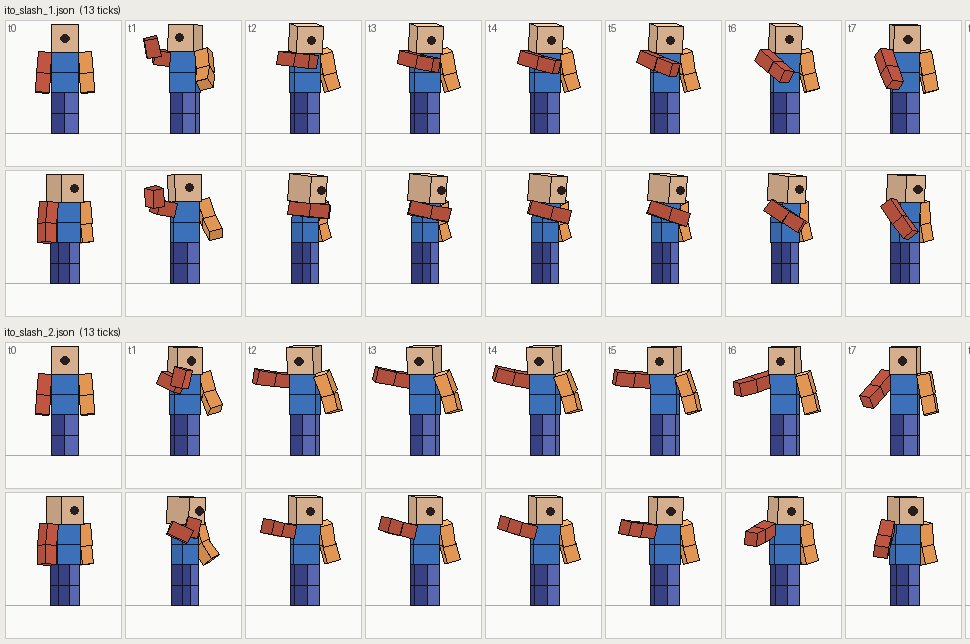 ito_slash_1.json (13 ticks)
t0 t1 t2 t3 t4 t5 t6 t7
ito_slash_2.json (13 ticks)
t0 t1 t2 t3 t4 t5 t6 t7